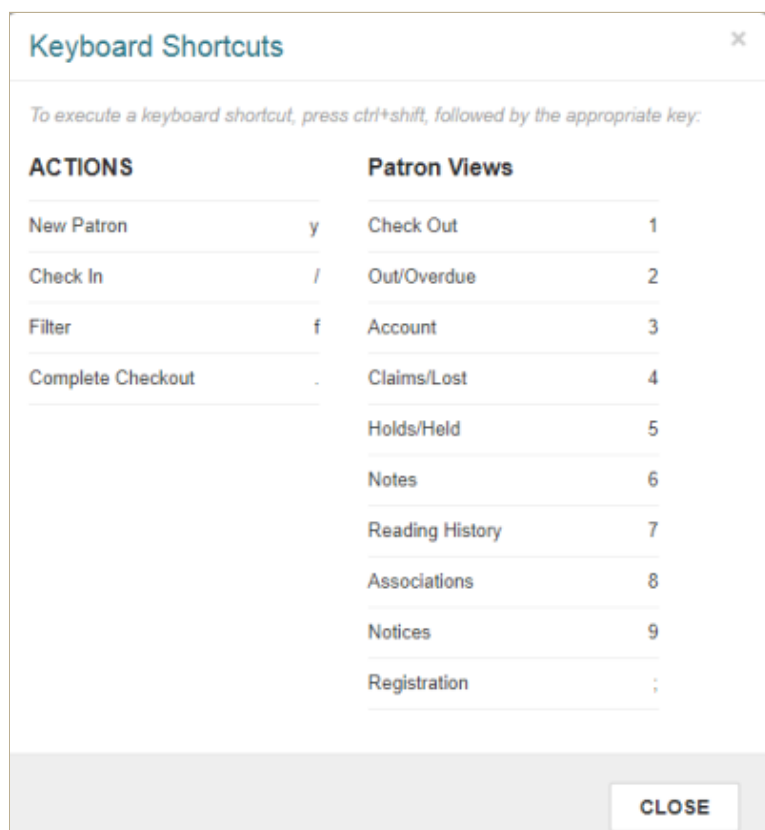 Keyboard Shortcuts ×
To execute a keyboard shortcut, press ctrl+shift, followed by the appropriate key:
ACTIONS
New Patron y
Check In /
Filter f
Complete Checkout .
Patron Views
Check Out 1
Out/Overdue 2
Account 3
Claims/Lost 4
Holds/Held 5
Notes 6
Reading History 7
Associations 8
Notices 9
Registration ;
CLOSE